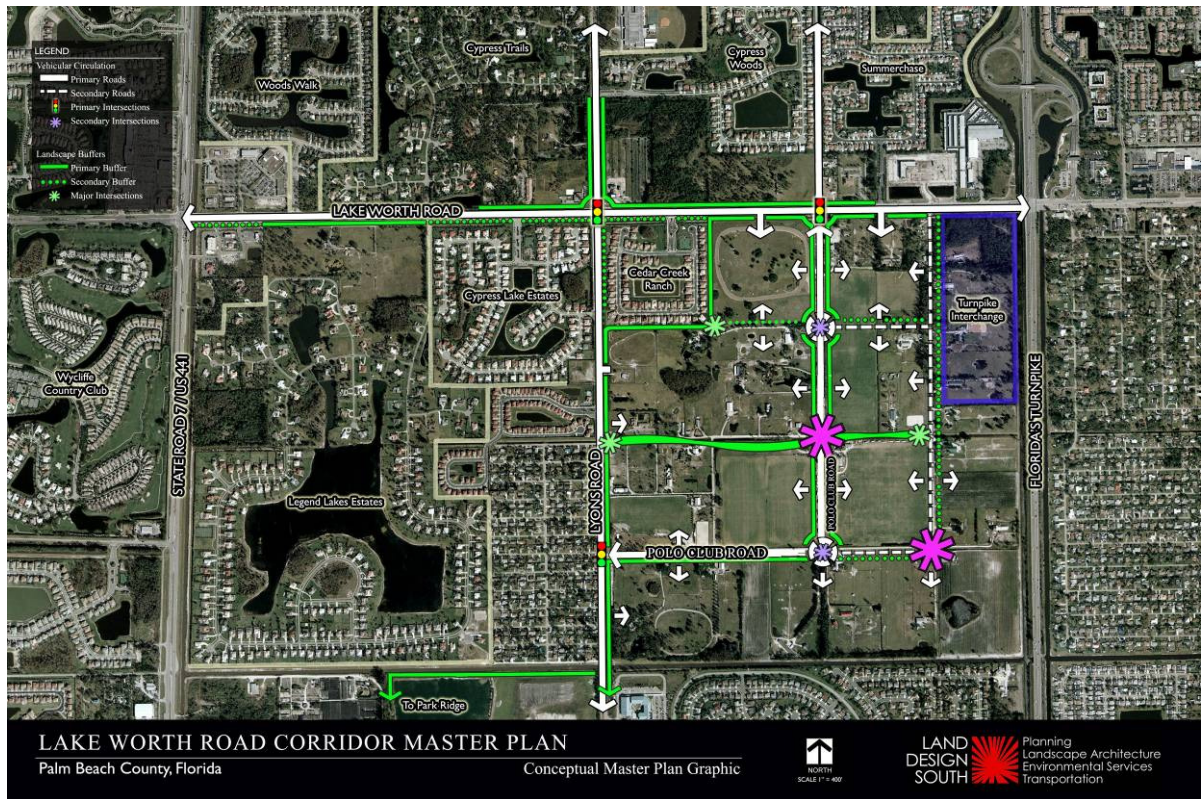 LEGEND
Vehicular Circulation
Primary Roads
Secondary Roads
Primary Intersections
Secondary Intersections
Landscape Buffers
Primary Buffer
Secondary Buffer
Major Intersections
Cypress Trails
Woods Walk
Cypress
Woods
Summerchase
LAKE WORTH ROAD
Cedar Creek
Ranch
Cypress Lake Estates
Turnpike
Interchange
Wycliffe
Country Club
STATE ROAD 7 / US 441
LYONS ROAD
POLO CLUB ROAD
FLORIDA'S TURNPIKE
Legend Lakes Estates
POLO CLUB ROAD
To Park Ridge
LAKE WORTH ROAD CORRIDOR MASTER PLAN
Palm Beach County, Florida
Conceptual Master Plan Graphic
NORTH
SCALE 1" = 400'
LAND
DESIGN
SOUTH
Planning
Landscape Architecture
Environmental Services
Transportation